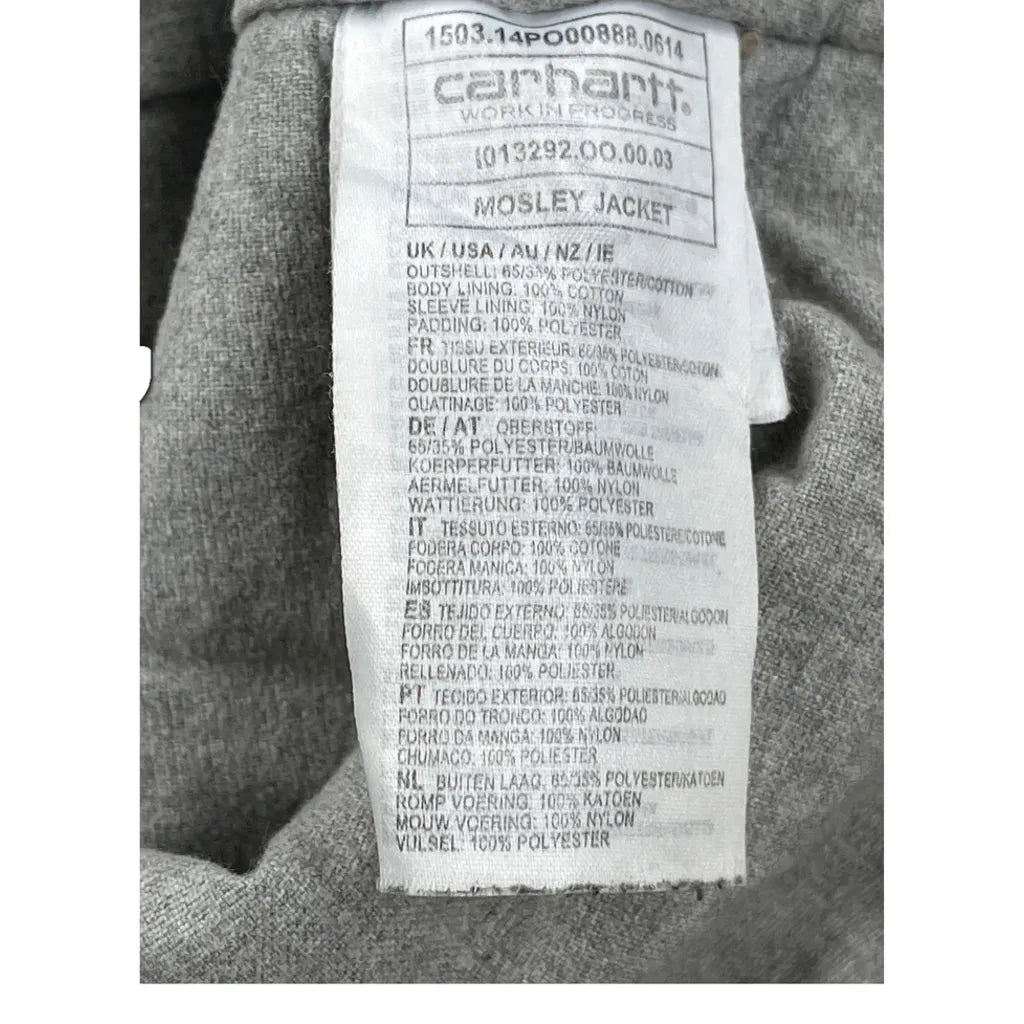 1503.14PO00888.0614
carhartt®
WORK IN PROGRESS
I013292.OO.00.03
MOSLEY JACKET
UK / USA / AU / NZ / IE
OUTSHELL: 65/35% POLYESTER/COTTON
BODY LINING: 100% COTTON
SLEEVE LINING: 100% NYLON
PADDING: 100% POLYESTER
FR TISSU EXTERIEUR: 65/35% POLYESTER/COTON
DOUBLURE DU CORPS: 100% COTON
DOUBLURE DE LA MANCHE: 100% NYLON
OUATINAGE: 100% POLYESTER
DE / AT OBERSTOFF:
65/35% POLYESTER/BAUMWOLLE
KOERPERFUTTER: 100% BAUMWOLLE
AERMELFUTTER: 100% NYLON
WATTIERUNG: 100% POLYESTER
IT TESSUTO ESTERNO: 65/35% POLIESTERE/COTONE
FODERA CORPO: 100% COTONE
FODERA MANICA: 100% NYLON
IMBOTTITURA: 100% POLIESTERE
ES TEJIDO EXTERNO: 65/35% POLIESTER/ALGODON
FORRO DEL CUERPO: 100% ALGODON
FORRO DE LA MANGA: 100% NYLON
RELLENADO: 100% POLIESTER
PT TECIDO EXTERIOR: 65/35% POLIESTER/ALGODAO
FORRO DO TRONCO: 100% ALGODAO
FORRO DA MANGA: 100% NYLON
CHUMACO: 100% POLIESTER
NL BUITEN LAAG: 65/35% POLYESTER/KATOEN
ROMP VOERING: 100% KATOEN
MOUW VOERING: 100% NYLON
VULSEL: 100% POLYESTER